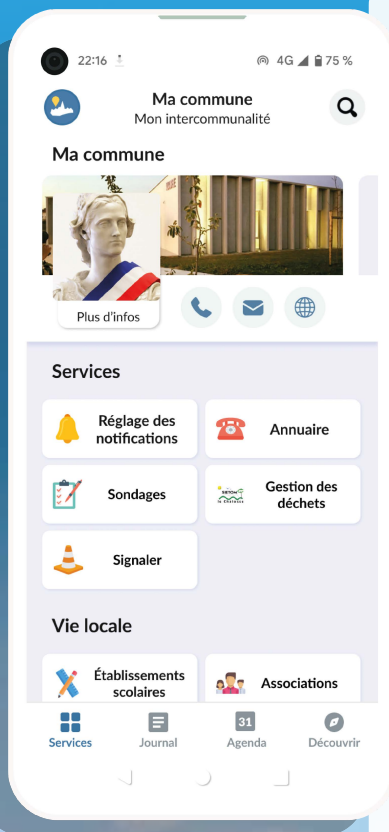 22:16
4G 75 %
Ma commune
Mon intercommunalité
Ma commune
Plus d'infos
Services
Réglage des
notifications
Annuaire
Sondages
Gestion des
déchets
Signaler
Vie locale
Établissements
scolaires
Associations
31
Services
Journal
Agenda
Découvrir